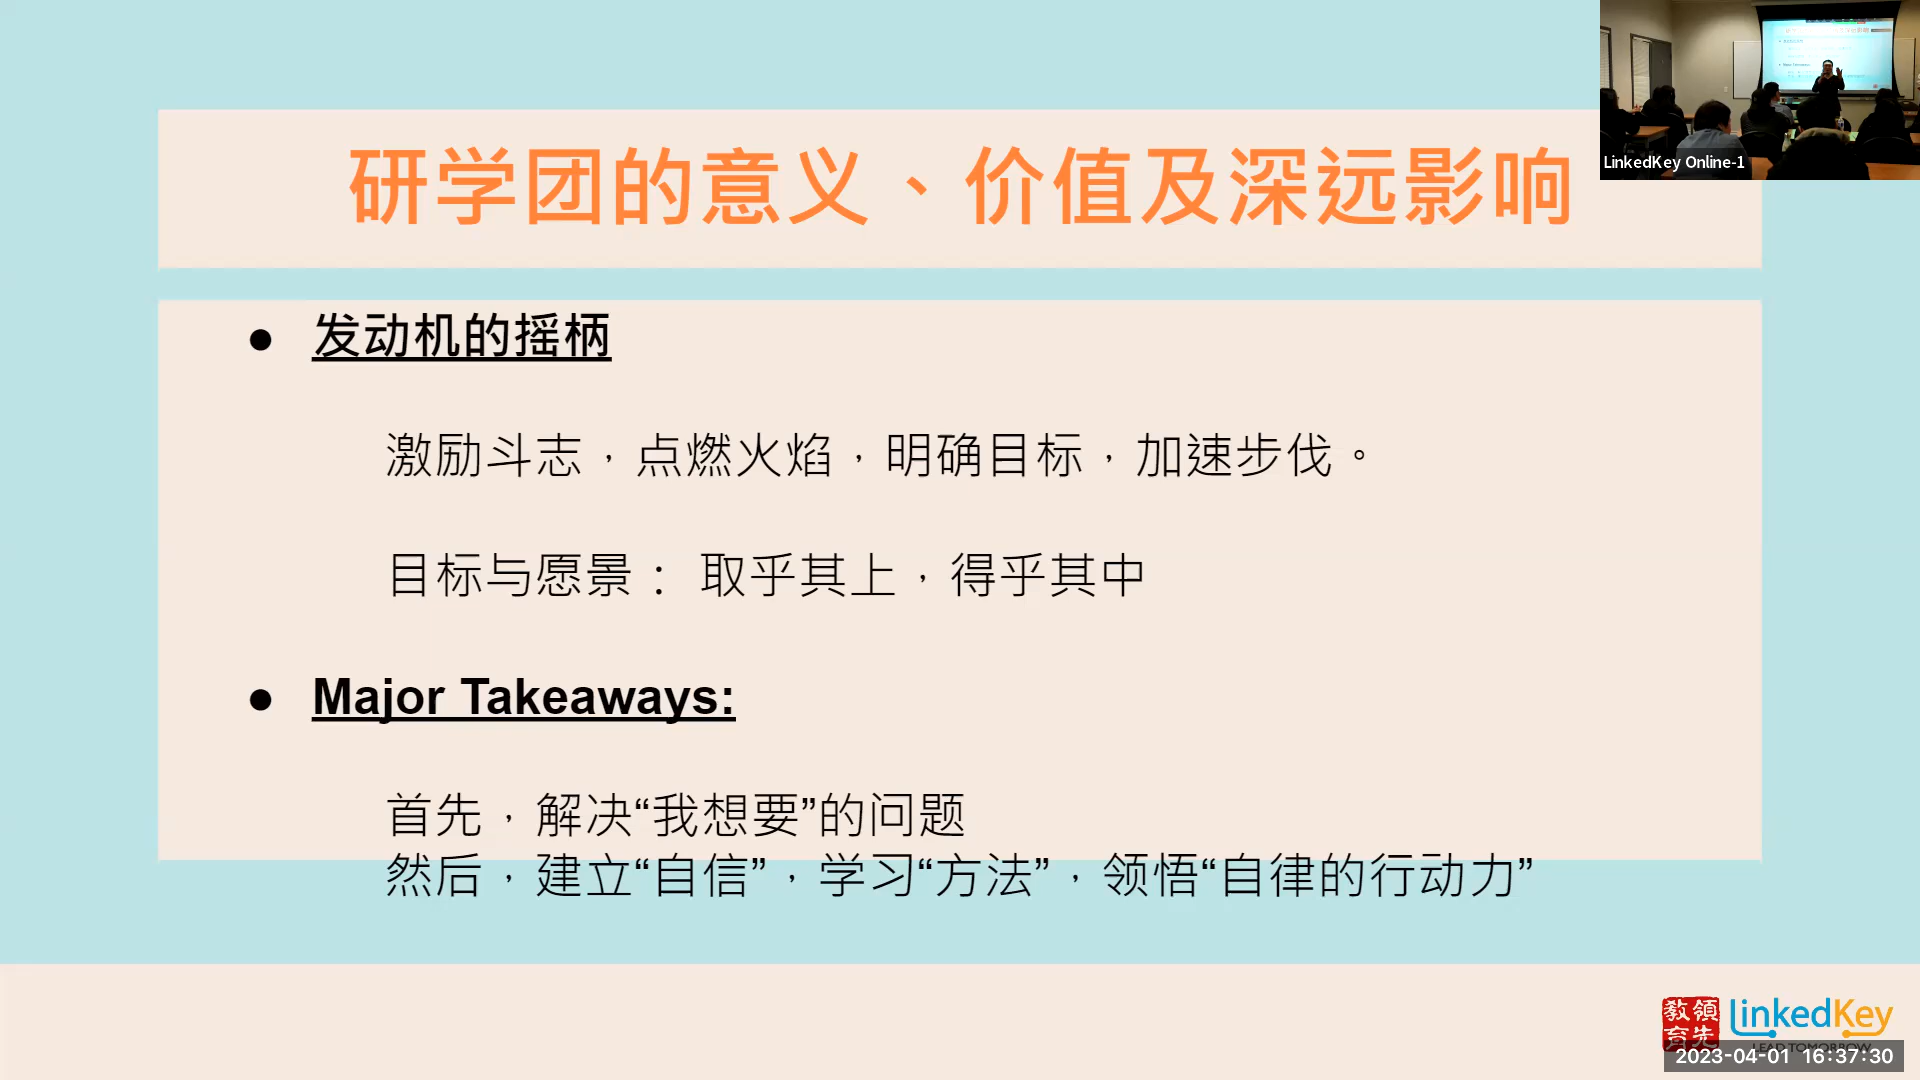 研学团的意义、价值及深远影响
LinkedKey Online-1
● 发动机的摇柄
激励斗志，点燃火焰，明确目标，加速步伐。
目标与愿景： 取乎其上，得乎其中
● Major Takeaways:
首先，解决“我想要”的问题
然后，建立“自信”，学习“方法”，领悟“自律的行动力”
領先教育
LinkedKey
LEAD TOMORROW
2023-04-01 16:37:30